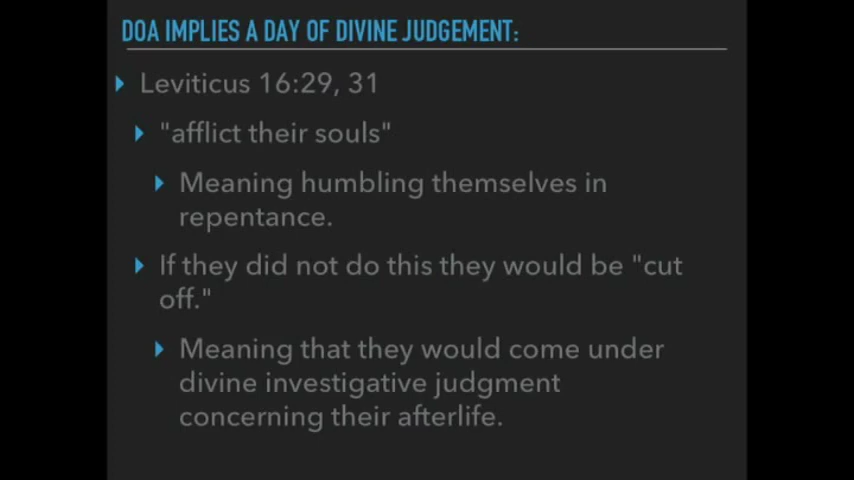 DOA IMPLIES A DAY OF DIVINE JUDGEMENT:
Leviticus 16:29, 31
"afflict their souls"
Meaning humbling themselves in
repentance.
If they did not do this they would be "cut
off."
Meaning that they would come under
divine investigative judgment
concerning their afterlife.